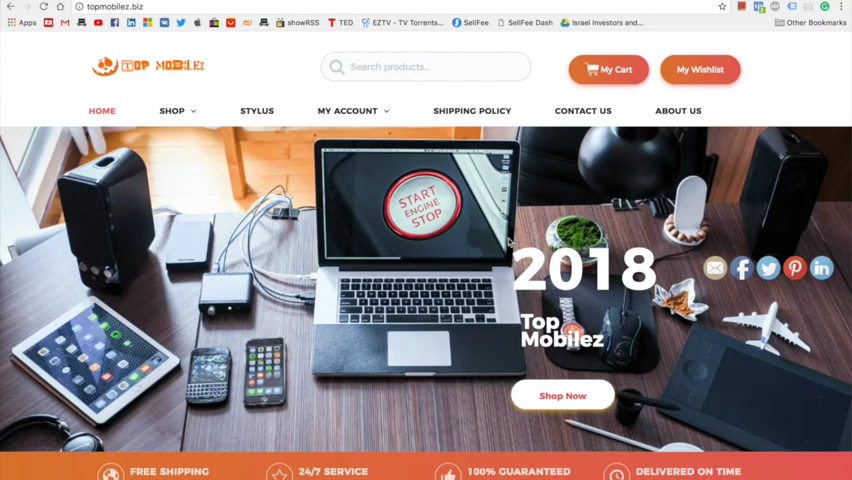 topmobilez.biz
Apps
showRSS
TED
EZTV - TV Torrents...
SellFee
SellFee Dash
Israel Investors and...
Other Bookmarks
TOP MOBILEZ
Search products...
My Cart
My Wishlist
HOME
SHOP
STYLUS
MY ACCOUNT
SHIPPING POLICY
CONTACT US
ABOUT US
START
ENGINE
STOP
2018
Top
Mobilez
Shop Now
FREE SHIPPING
24/7 SERVICE
100% GUARANTEED
DELIVERED ON TIME